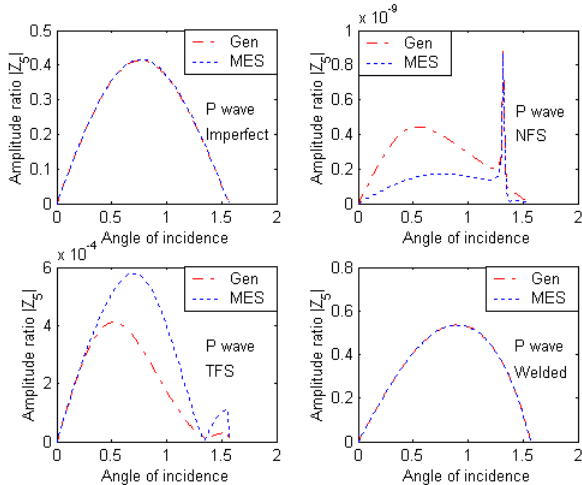 0.5
0.4
0.3
0.2
0.1
0
0 0.5 1 1.5 2
Amplitude ratio |Z5|
Angle of incidence
Gen
MES
P wave
Imperfect
x 10-9
1
0.8
0.6
0.4
0.2
0
0 0.5 1 1.5 2
Amplitude ratio |Z5|
Angle of incidence
Gen
MES
P wave
NFS
x 10-4
6
4
2
0
0 0.5 1 1.5 2
Amplitude ratio |Z5|
Angle of incidence
Gen
MES
P wave
TFS
0.8
0.6
0.4
0.2
0
0 0.5 1 1.5 2
Amplitude ratio |Z5|
Angle of incidence
Gen
MES
P wave
Welded